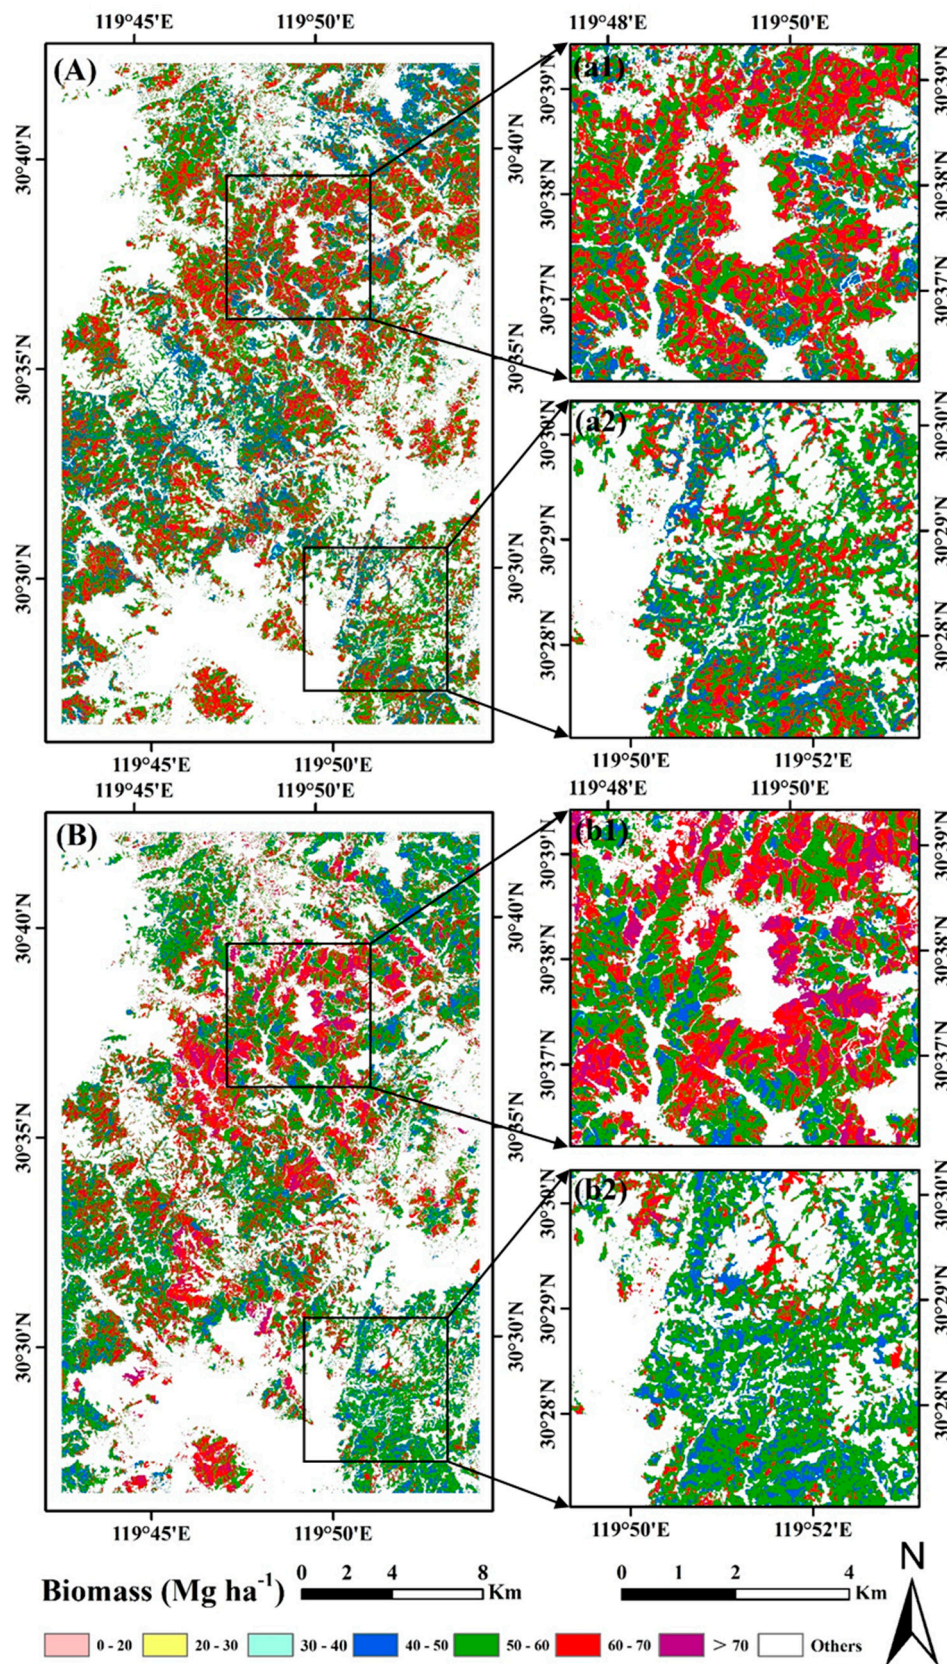 119°45'E 119°50'E 119°48'E 119°50'E
(A) (a1)
30°40'N 30°35'N 30°30'N
30°40'N 30°35'N 30°30'N
30°39'N 30°38'N 30°37'N
30°39'N 30°38'N 30°37'N
(a2)
30°30'N 30°29'N 30°28'N
30°30'N 30°29'N 30°28'N
119°45'E 119°50'E 119°50'E 119°52'E
119°45'E 119°50'E 119°48'E 119°50'E
(B) (b1)
30°40'N 30°35'N 30°30'N
30°40'N 30°35'N 30°30'N
30°39'N 30°38'N 30°37'N
30°39'N 30°38'N 30°37'N
(b2)
30°30'N 30°29'N 30°28'N
30°30'N 30°29'N 30°28'N
119°45'E 119°50'E 119°50'E 119°52'E
N
0 2 4 8 0 1 2 4
Biomass (Mg ha⁻¹) Km Km
0 - 20 20 - 30 30 - 40 40 - 50 50 - 60 60 - 70 > 70 Others